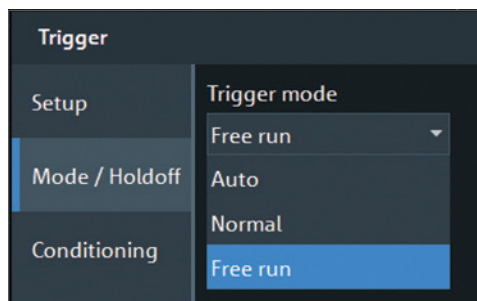 Trigger
Setup
Mode / Holdoff
Conditioning
Trigger mode
Free run
Auto
Normal
Free run